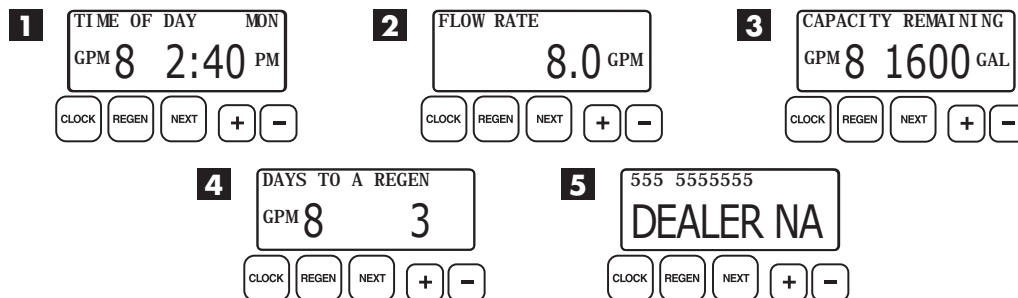 1
TIME OF DAY MON
GPM 8 2:40 PM
CLOCK REGEN NEXT + -
2
FLOW RATE
8.0 GPM
CLOCK REGEN NEXT + -
3
CAPACITY REMAINING
GPM 8 1600 GAL
CLOCK REGEN NEXT + -
4
DAYS TO A REGEN
GPM 8 3
CLOCK REGEN NEXT + -
5
555 5555555
DEALER NA
CLOCK REGEN NEXT + -